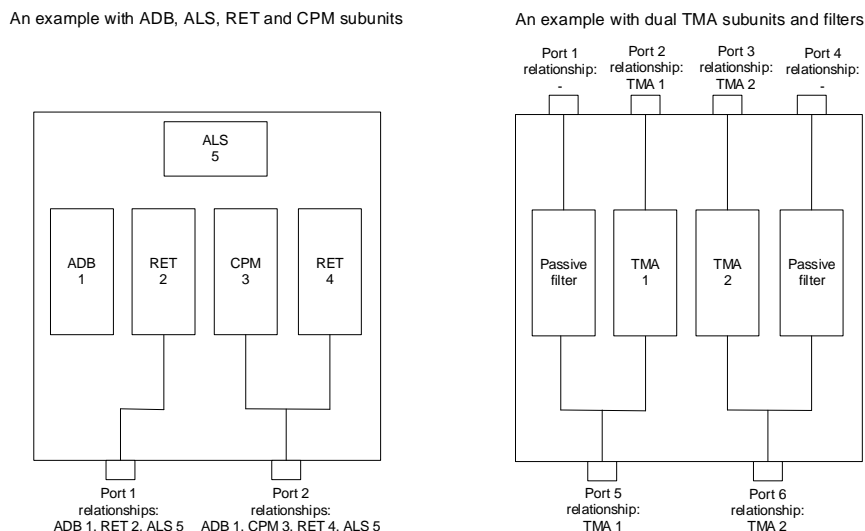 An example with ADB, ALS, RET and CPM subunits
ALS
5
ADB
1
RET
2
CPM
3
RET
4
Port 1
relationships:
ADB 1, RET 2, ALS 5
Port 2
relationships:
ADB 1, CPM 3, RET 4, ALS 5
An example with dual TMA subunits and filters
Port 1
relationship:
-
Port 2
relationship:
TMA 1
Port 3
relationship:
TMA 2
Port 4
relationship:
-
Passive
filter
TMA
1
TMA
2
Passive
filter
Port 5
relationship:
TMA 1
Port 6
relationship:
TMA 2